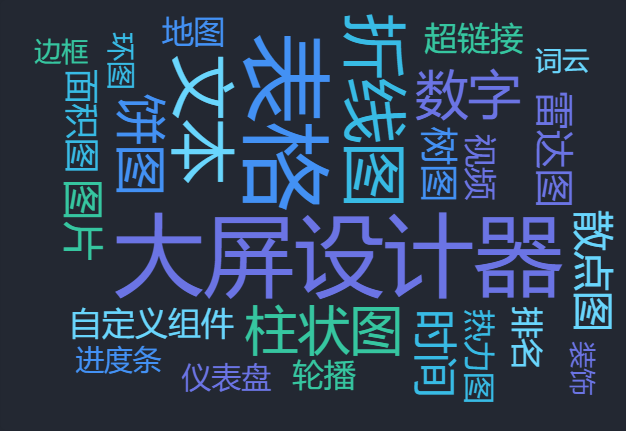 地图
环图
边框
折线图
超链接
词云
表格
文本
数字
面积图
饼图
雷达图
树图
视频
图片
大屏设计器
散点图
自定义组件
柱状图
时间
热力图
排名
进度条
仪表盘
轮播
装饰